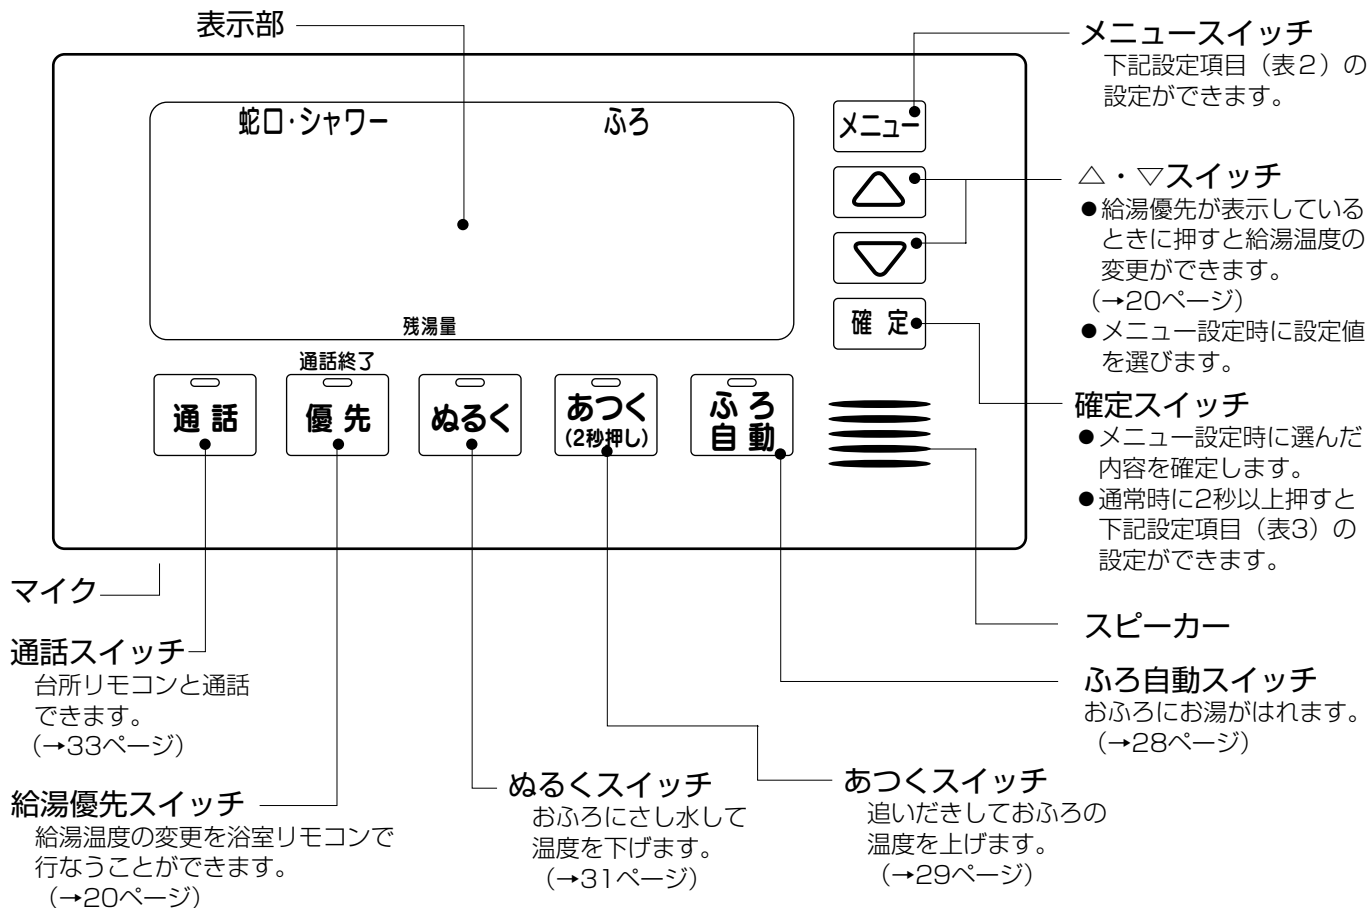 表示部
蛇口・シャワー
ふろ
残湯量
メニュー
確 定
通話終了
通 話
優 先
ぬるく
あつく
(2秒押し)
ふ ろ
自 動
メニュースイッチ
下記設定項目（表２）の
設定ができます。
△・▽スイッチ
●給湯優先が表示している
ときに押すと給湯温度の
変更ができます。
（→20ページ）
●メニュー設定時に設定値
を選びます。
確定スイッチ
●メニュー設定時に選んだ
内容を確定します。
●通常時に2秒以上押すと
下記設定項目（表3）の
設定ができます。
スピーカー
ふろ自動スイッチ
おふろにお湯がはれます。
（→28ページ）
マイク
通話スイッチ
台所リモコンと通話
できます。
（→33ページ）
給湯優先スイッチ
給湯温度の変更を浴室リモコンで
行なうことができます。
（→20ページ）
ぬるくスイッチ
おふろにさし水して
温度を下げます。
（→31ページ）
あつくスイッチ
追いだきしておふろの
温度を上げます。
（→29ページ）